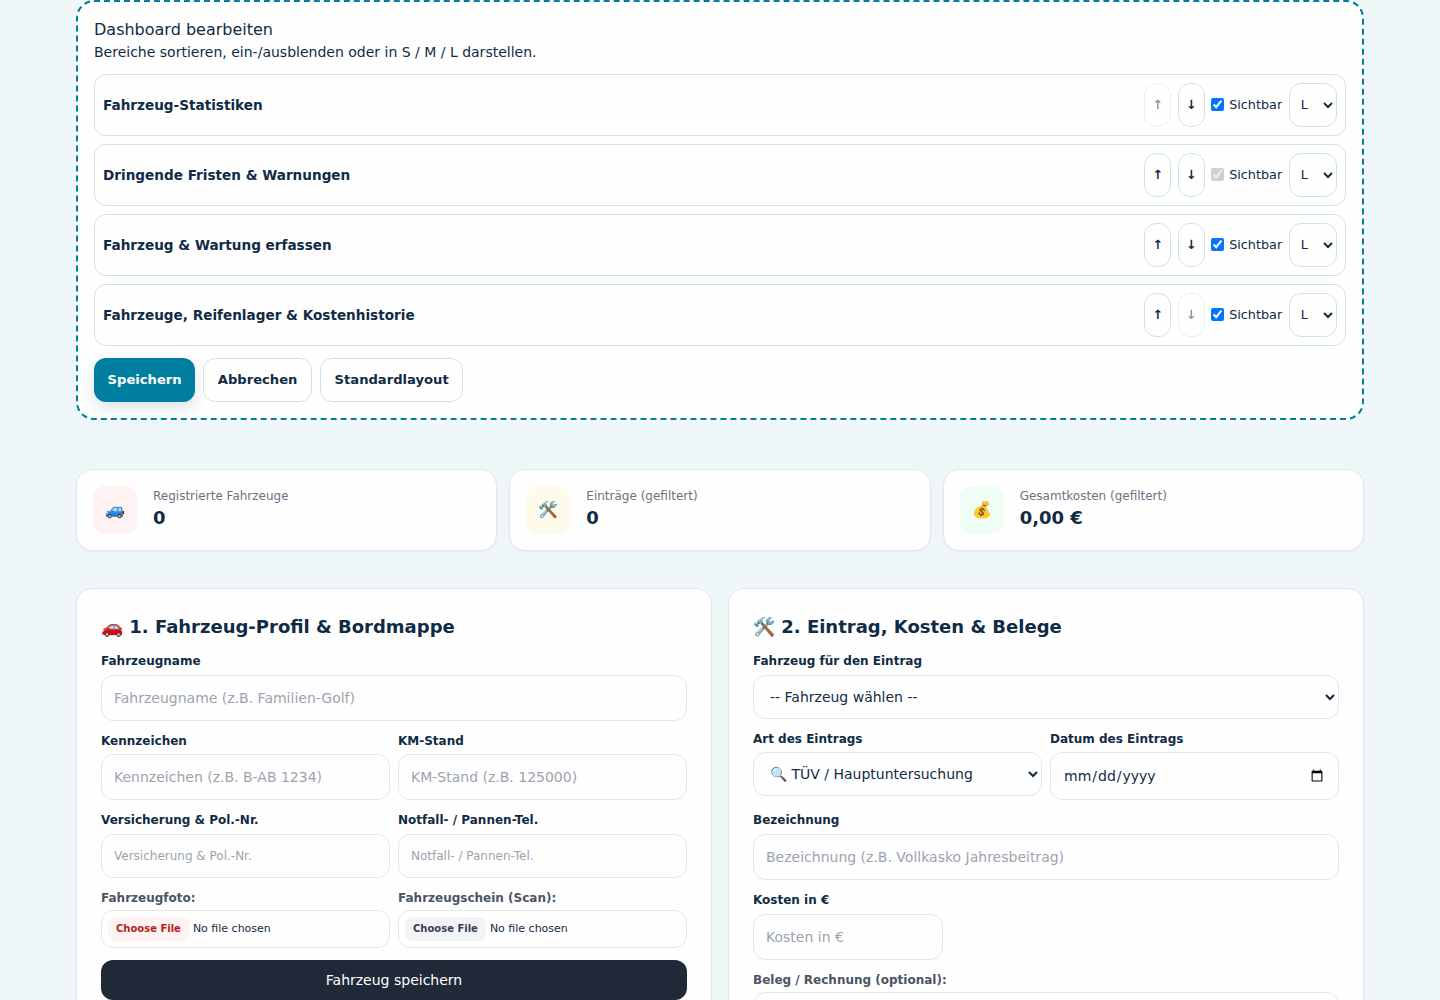 Dashboard bearbeiten
Bereiche sortieren, ein-/ausblenden oder in S / M / L darstellen.
Fahrzeug-Statistiken ↑ ↓ Sichtbar L
Dringende Fristen & Warnungen ↑ ↓ Sichtbar L
Fahrzeug & Wartung erfassen ↑ ↓ Sichtbar L
Fahrzeuge, Reifenlager & Kostenhistorie ↑ ↓ Sichtbar L
Speichern Abbrechen Standardlayout
Registrierte Fahrzeuge
0
Einträge (gefiltert)
0
Gesamtkosten (gefiltert)
0,00 €
🚗 1. Fahrzeug-Profil & Bordmappe
Fahrzeugname
Fahrzeugname (z.B. Familien-Golf)
Kennzeichen KM-Stand
Kennzeichen (z.B. B-AB 1234) KM-Stand (z.B. 125000)
Versicherung & Pol.-Nr. Notfall- / Pannen-Tel.
Versicherung & Pol.-Nr. Notfall- / Pannen-Tel.
Fahrzeugfoto: Fahrzeugschein (Scan):
Choose File No file chosen Choose File No file chosen
Fahrzeug speichern
🛠️ 2. Eintrag, Kosten & Belege
Fahrzeug für den Eintrag
-- Fahrzeug wählen --
Art des Eintrags Datum des Eintrags
🔍 TÜV / Hauptuntersuchung mm/dd/yyyy
Bezeichnung
Bezeichnung (z.B. Vollkasko Jahresbeitrag)
Kosten in €
Kosten in €
Beleg / Rechnung (optional):